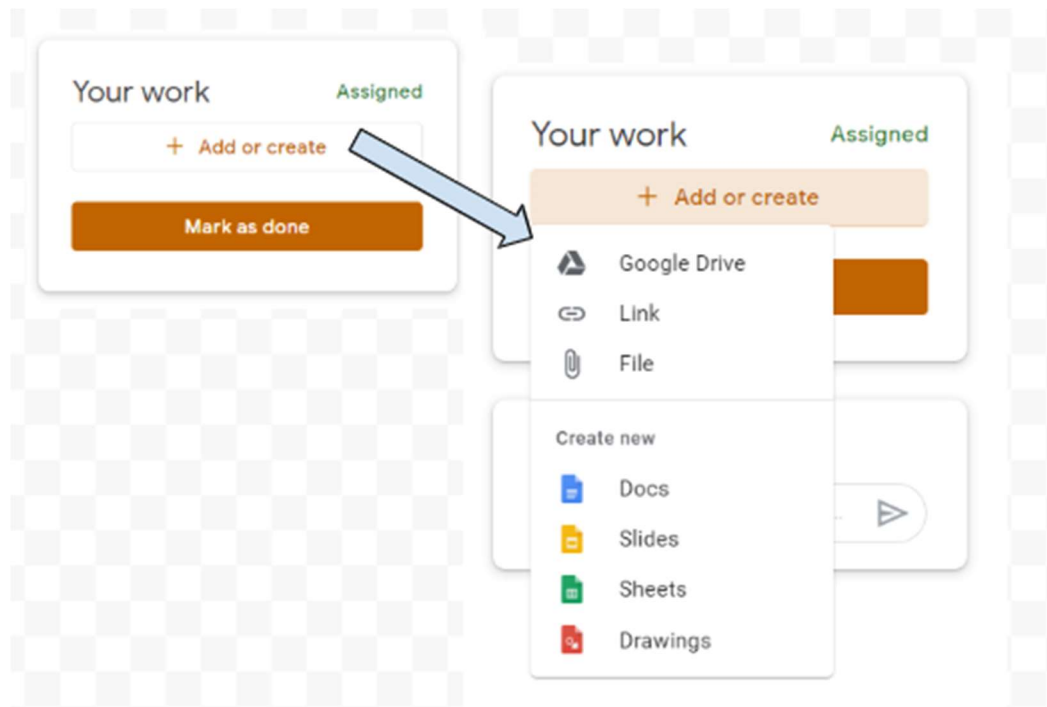 Your work Assigned
+ Add or create
Mark as done
Your work Assigned
+ Add or create
Google Drive
Link
File
Create new
Docs
Slides
Sheets
Drawings